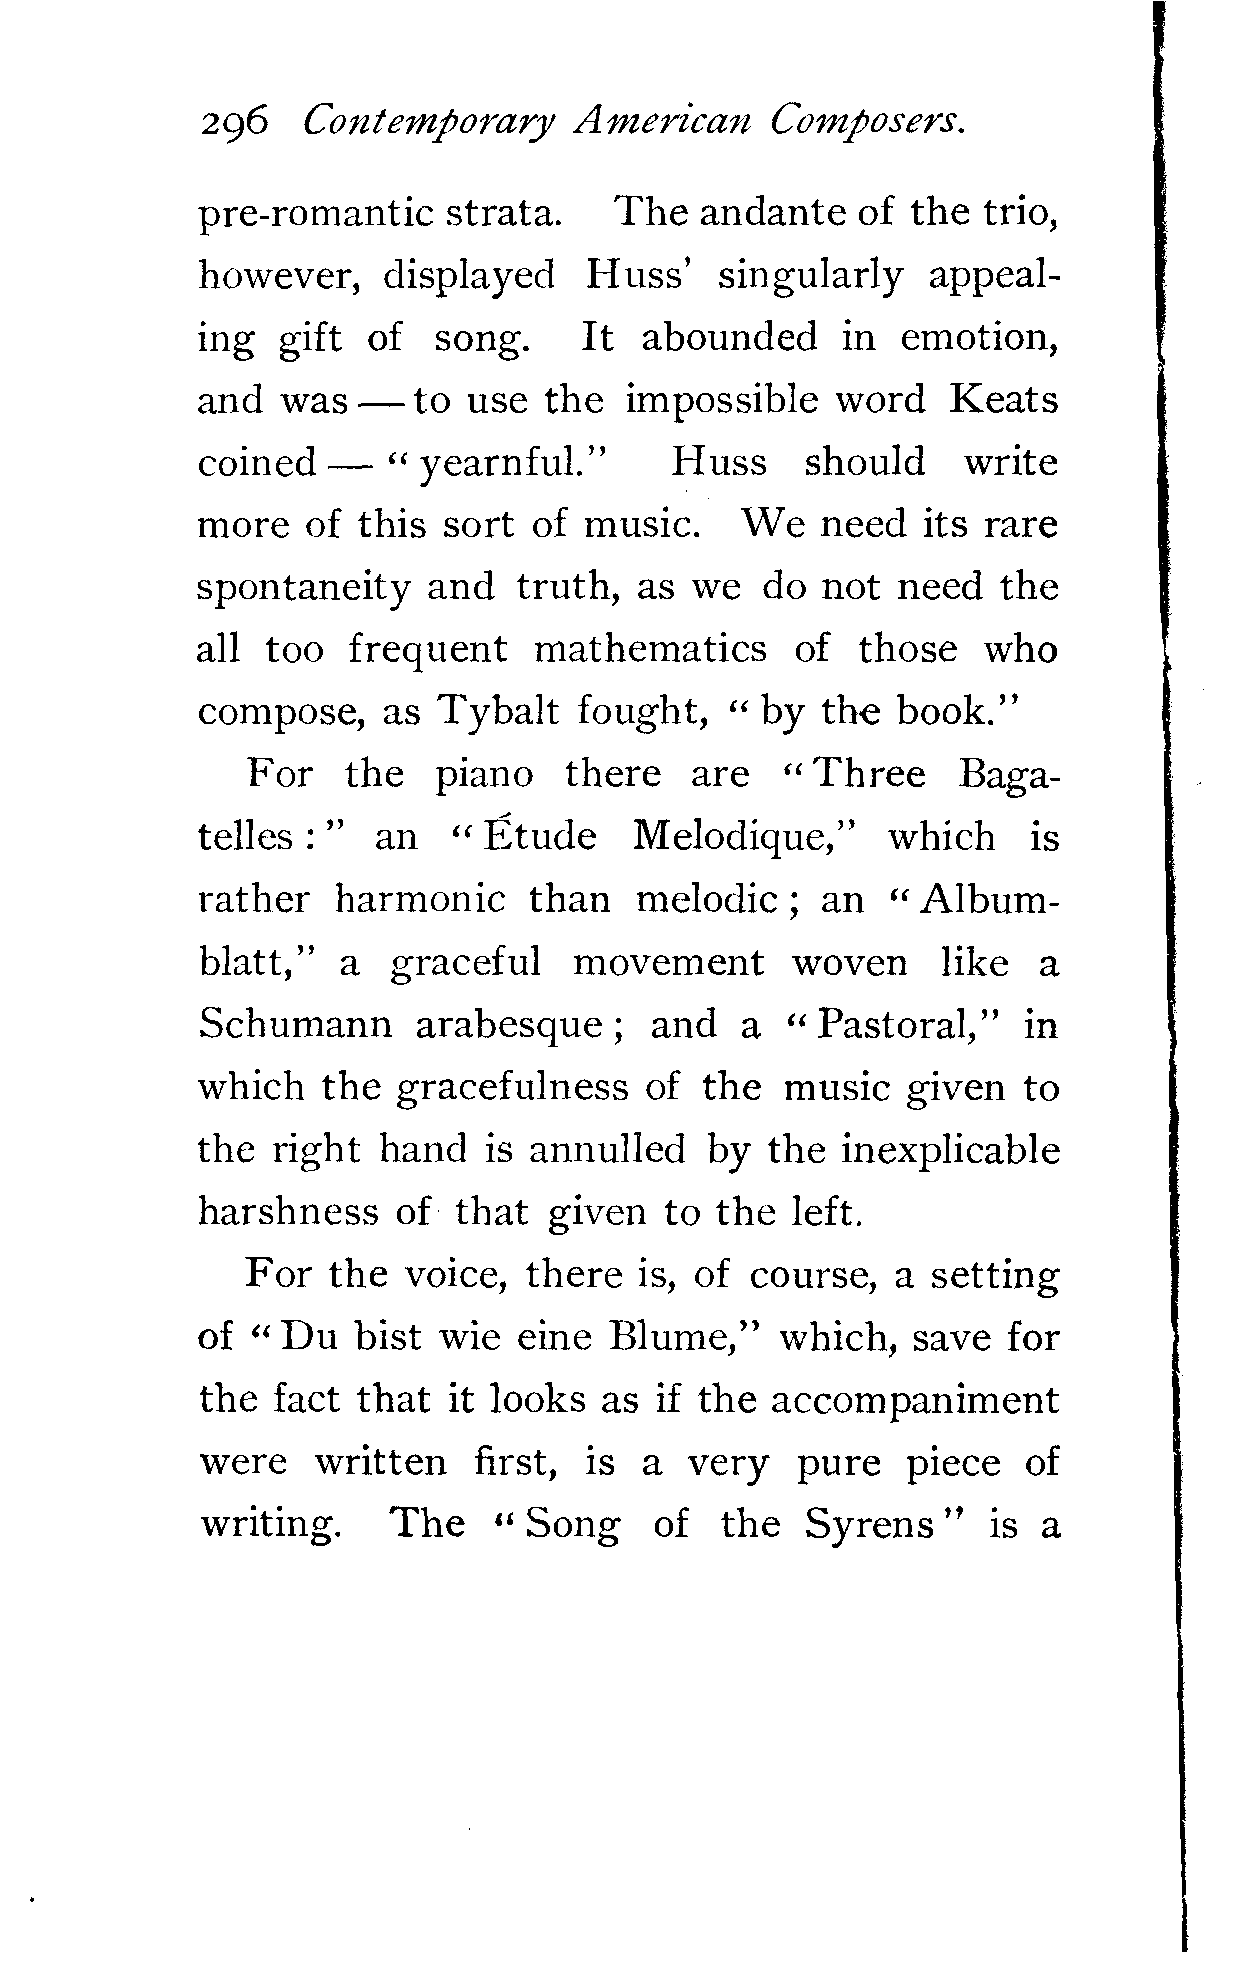 296 Contemporary American Composers.
pre-romantic strata. The andante of the trio,
however, displayed Huss' singularly appeal-
ing gift of song. It abounded in emotion,
and was — to use the impossible word Keats
coined — "yearnful." Huss should write
more of this sort of music. We need its rare
spontaneity and truth, as we do not need the
all too frequent mathematics of those who
compose, as Tybalt fought, "by the book."
For the piano there are "Three Baga-
telles:" an "Étude Melodique," which is
rather harmonic than melodic; an "Album-
blatt," a graceful movement woven like a
Schumann arabesque; and a "Pastoral," in
which the gracefulness of the music given to
the right hand is annulled by the inexplicable
harshness of that given to the left.
For the voice, there is, of course, a setting
of "Du bist wie eine Blume," which, save for
the fact that it looks as if the accompaniment
were written first, is a very pure piece of
writing. The "Song of the Syrens" is a